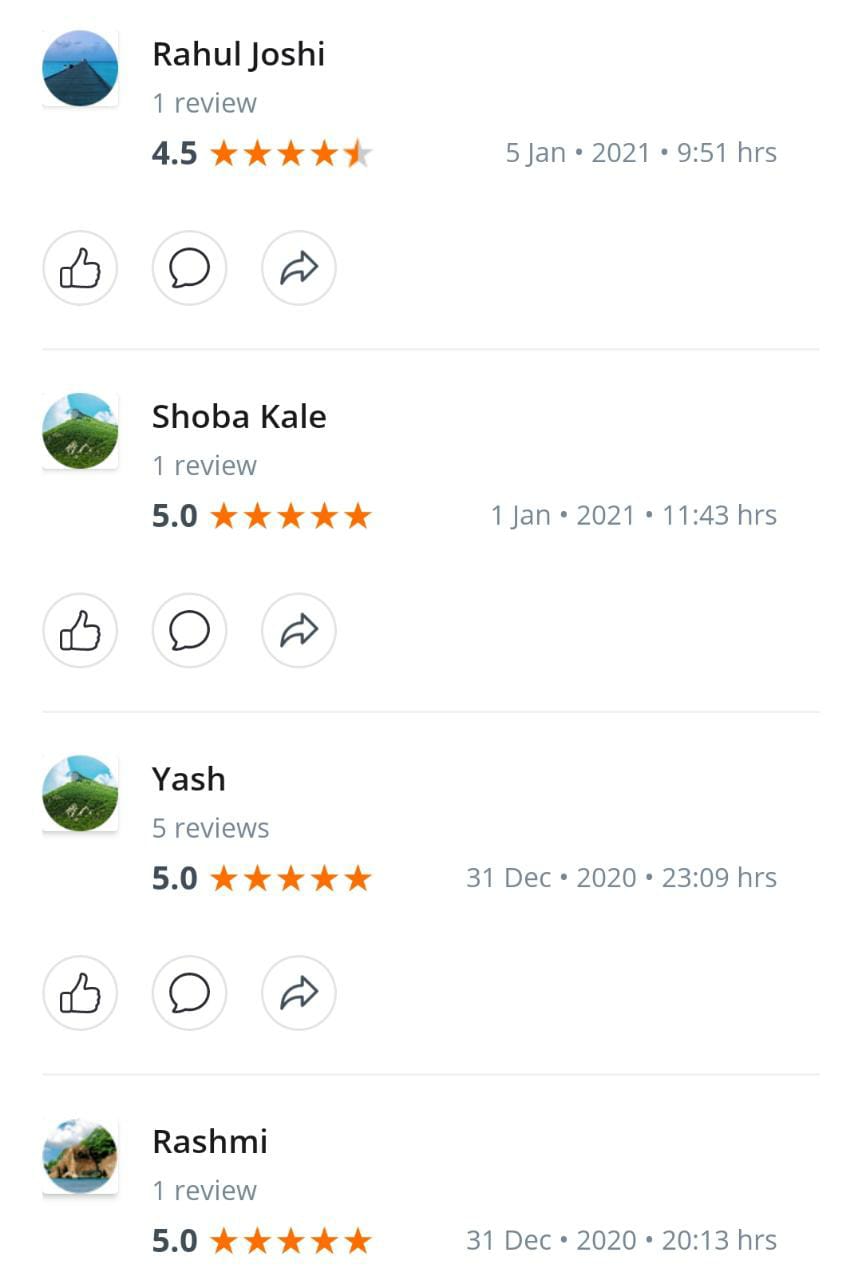 Rahul Joshi
1 review
4.5 5 Jan • 2021 • 9:51 hrs
Shoba Kale
1 review
5.0 1 Jan • 2021 • 11:43 hrs
Yash
5 reviews
5.0 31 Dec • 2020 • 23:09 hrs
Rashmi
1 review
5.0 31 Dec • 2020 • 20:13 hrs